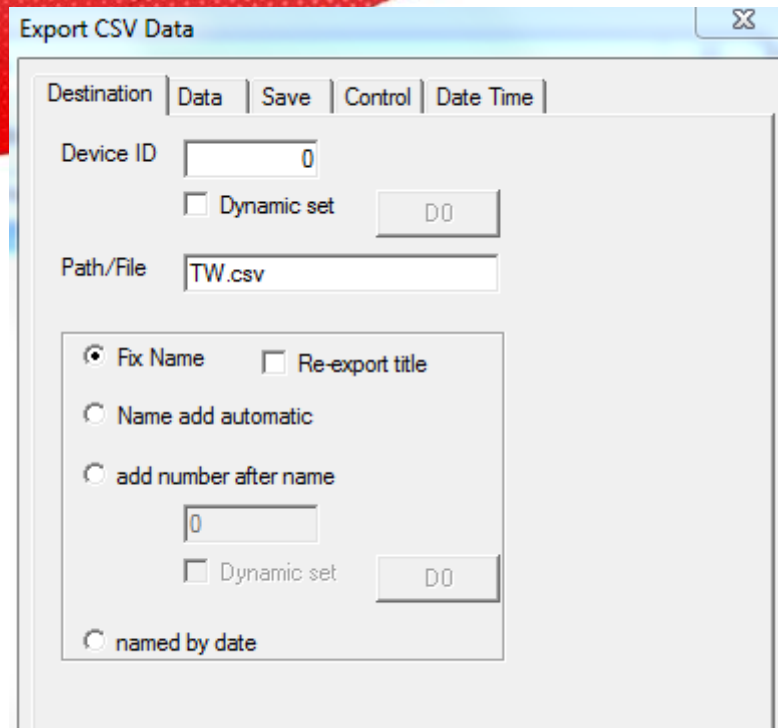 Export CSV Data
Destination Data Save Control Date Time
Device ID 0
Dynamic set D0
Path/File TW.csv
Fix Name Re-export title
Name add automatic
add number after name
0
Dynamic set D0
named by date